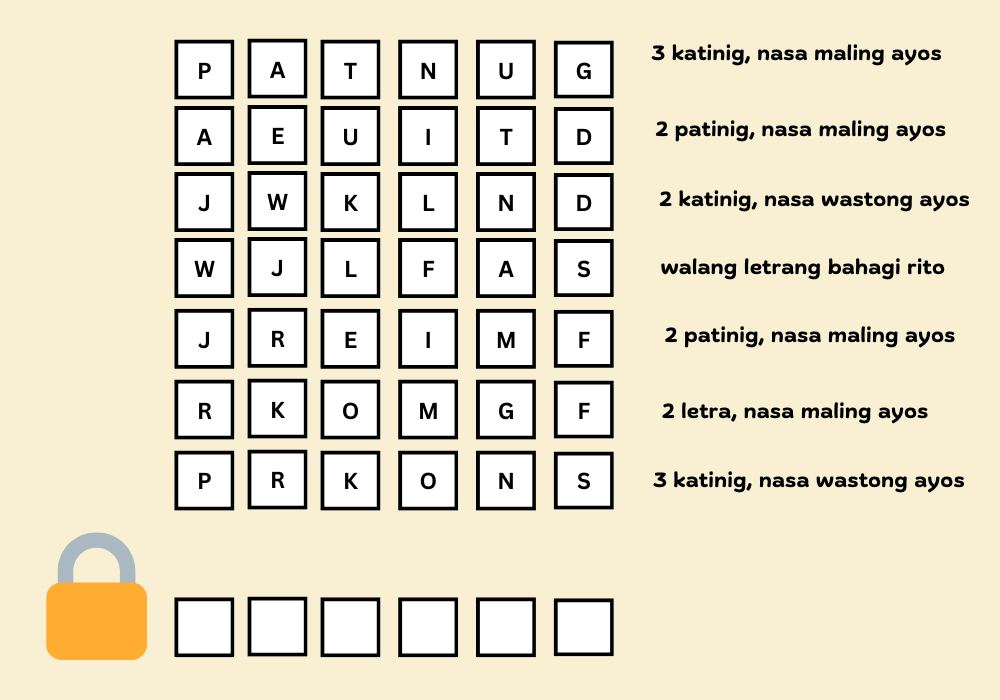 P A T N U G 3 katinig, nasa maling ayos
A E U I T D 2 patinig, nasa maling ayos
J W K L N D 2 katinig, nasa wastong ayos
W J L F A S walang letrang bahagi rito
J R E I M F 2 patinig, nasa maling ayos
R K O M G F 2 letra, nasa maling ayos
P R K O N S 3 katinig, nasa wastong ayos